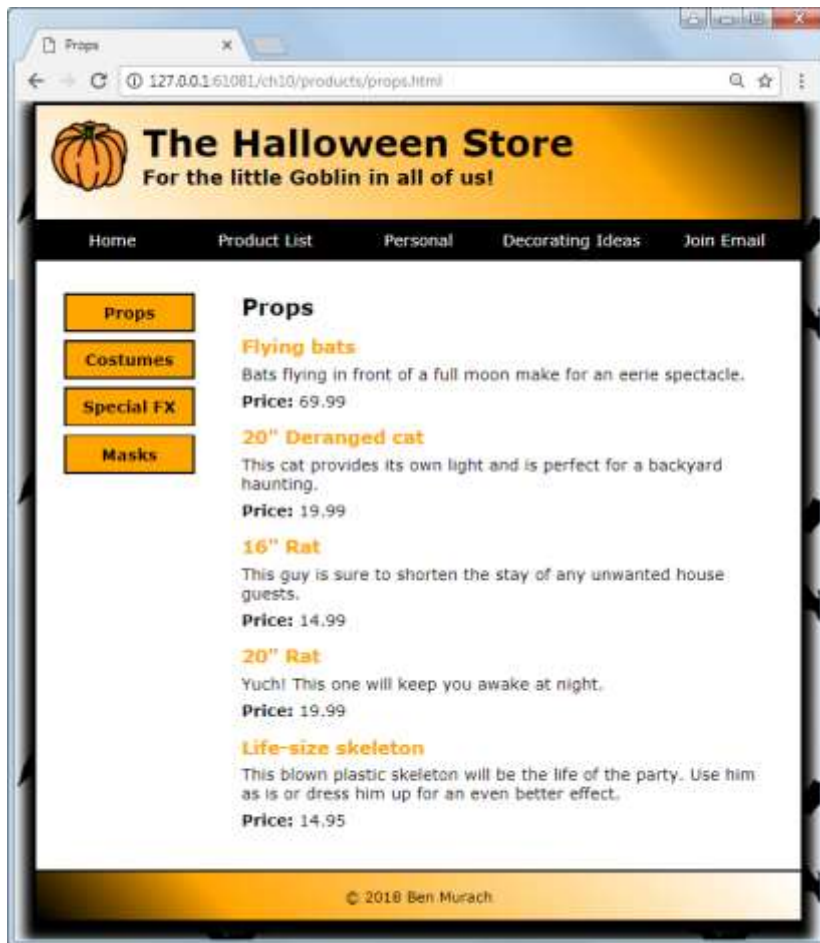 Props
127.0.0.1:61081/ch10/products/props.html
The Halloween Store
For the little Goblin in all of us!
Home Product List Personal Decorating Ideas Join Email
Props
Costumes
Special FX
Masks
Props
Flying bats
Bats flying in front of a full moon make for an eerie spectacle.
Price: 69.99
20" Deranged cat
This cat provides its own light and is perfect for a backyard
haunting.
Price: 19.99
16" Rat
This guy is sure to shorten the stay of any unwanted house
guests.
Price: 14.99
20" Rat
Yuch! This one will keep you awake at night.
Price: 19.99
Life-size skeleton
This blown plastic skeleton will be the life of the party. Use him
as is or dress him up for an even better effect.
Price: 14.95
© 2018 Ben Murach